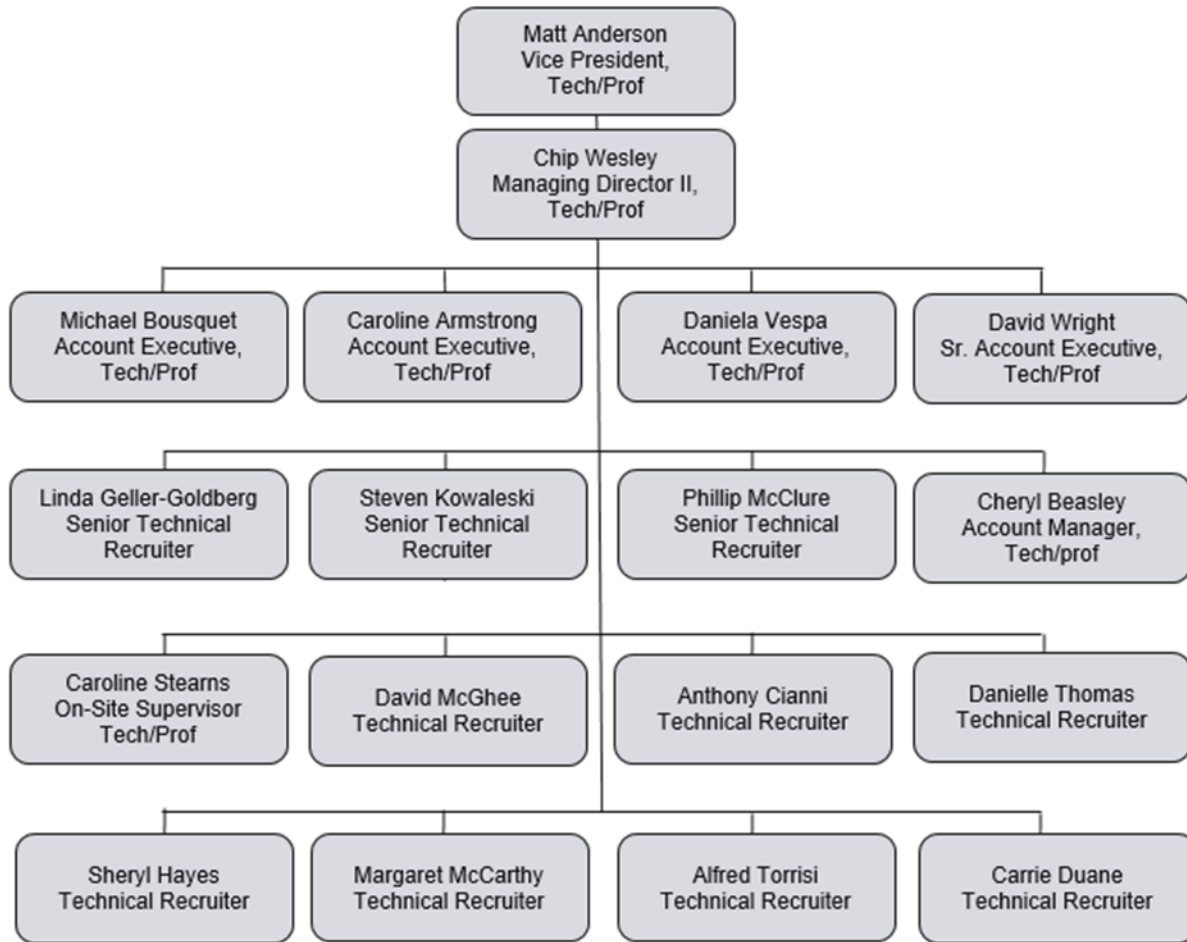 Matt Anderson
Vice President,
Tech/Prof
Chip Wesley
Managing Director II,
Tech/Prof
Michael Bousquet
Account Executive,
Tech/Prof
Caroline Armstrong
Account Executive,
Tech/Prof
Daniela Vespa
Account Executive,
Tech/Prof
David Wright
Sr. Account Executive,
Tech/Prof
Linda Geller-Goldberg
Senior Technical
Recruiter
Steven Kowaleski
Senior Technical
Recruiter
Phillip McClure
Senior Technical
Recruiter
Cheryl Beasley
Account Manager,
Tech/prof
Caroline Stearns
On-Site Supervisor
Tech/Prof
David McGhee
Technical Recruiter
Anthony Cianni
Technical Recruiter
Danielle Thomas
Technical Recruiter
Sheryl Hayes
Technical Recruiter
Margaret McCarthy
Technical Recruiter
Alfred Torrisi
Technical Recruiter
Carrie Duane
Technical Recruiter